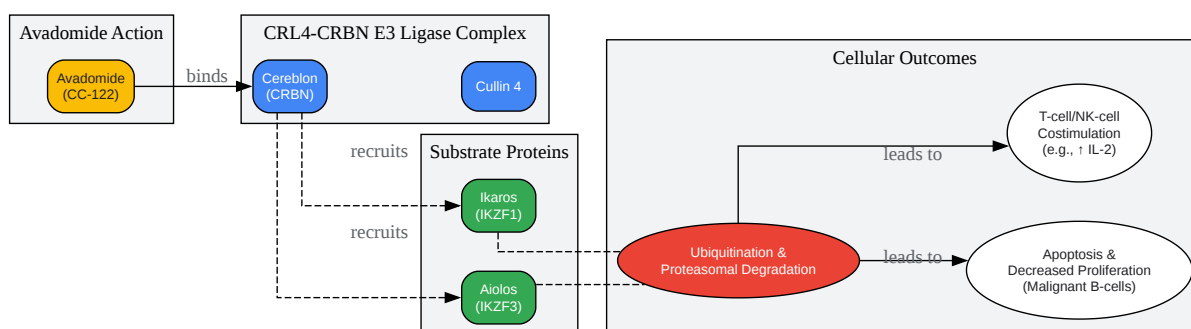 Avadomide Action
Avadomide
(CC-122)
binds
CRL4-CRBN E3 Ligase Complex
Cereblon
(CRBN)
Cullin 4
recruits
recruits
Substrate Proteins
Ikaros
(IKZF1)
Aiolos
(IKZF3)
Cellular Outcomes
Ubiquitination &
Proteasomal Degradation
leads to
leads to
T-cell/NK-cell
Costimulation
(e.g., ↑ IL-2)
Apoptosis &
Decreased Proliferation
(Malignant B-cells)